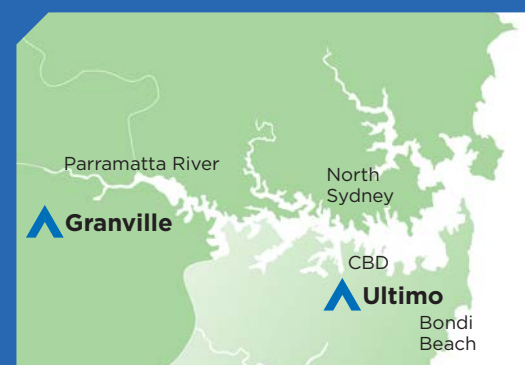 Parramatta River
North
Sydney
Granville
CBD
Ultimo
Bondi
Beach